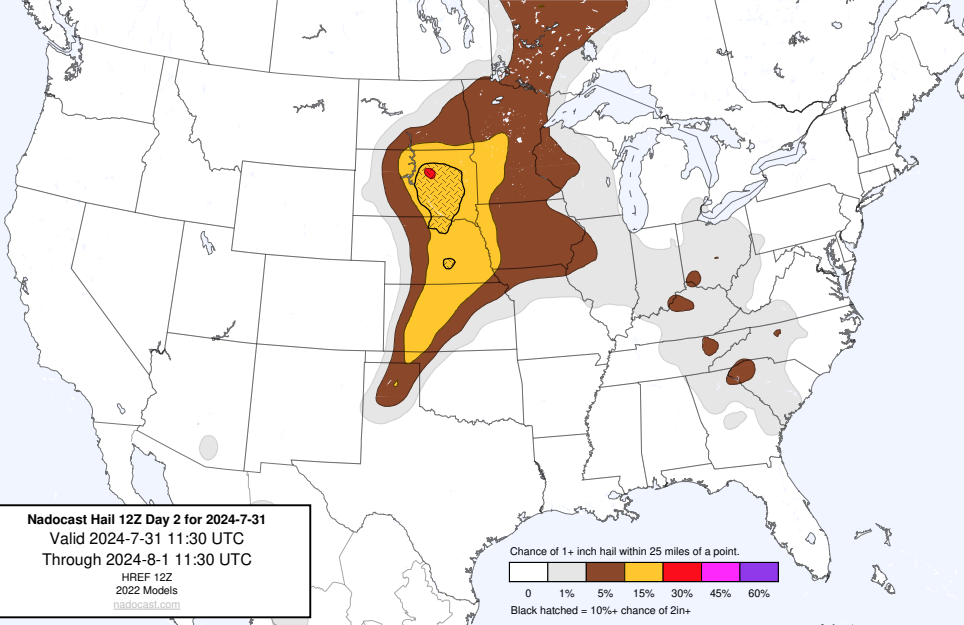 Nadocast Hail 12Z Day 2 for 2024-7-31
Valid 2024-7-31 11:30 UTC
Through 2024-8-1 11:30 UTC
HREF 12Z
2022 Models
nadocast.com
Chance of 1+ inch hail within 25 miles of a point.
0 1% 5% 15% 30% 45% 60%
Black hatched = 10%+ chance of 2in+